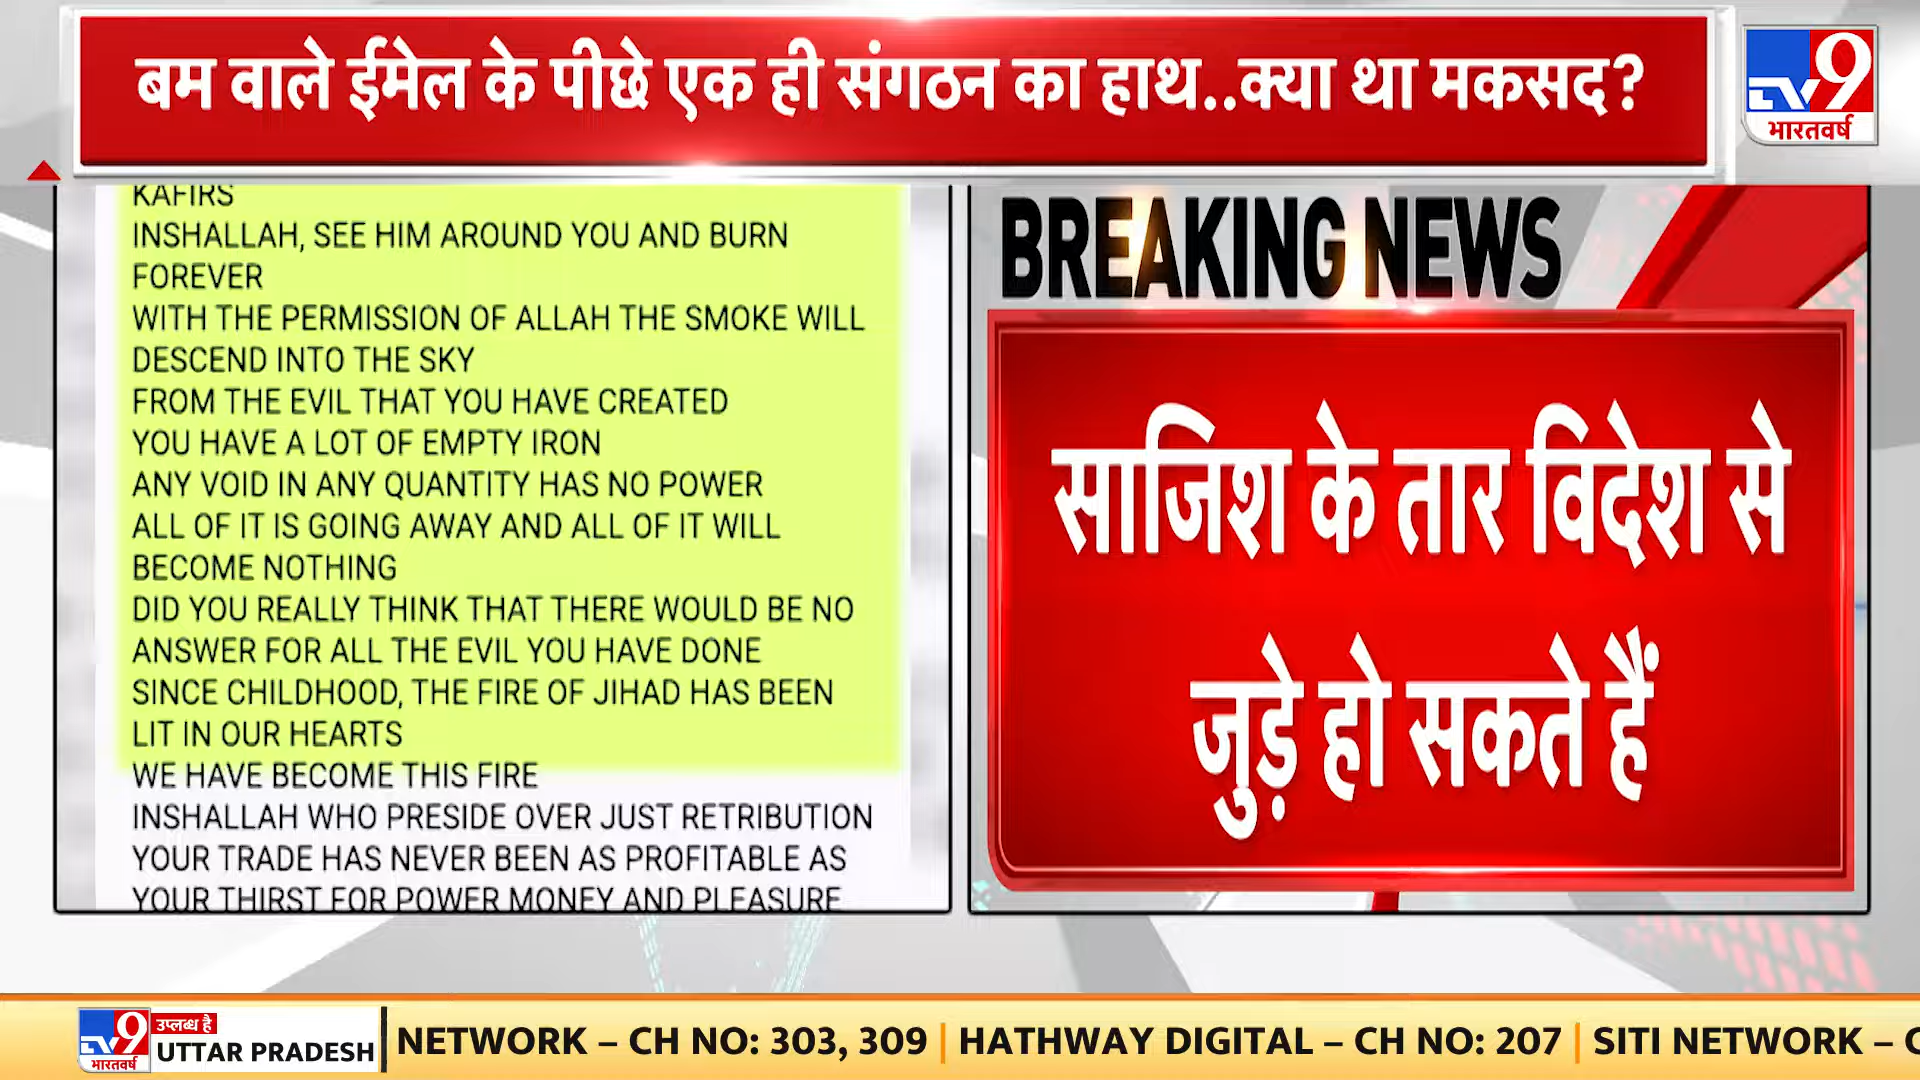 बम वाले ईमेल के पीछे एक ही संगठन का हाथ..क्या था मकसद?
TV9
भारतवर्ष
KAFIRS
INSHALLAH, SEE HIM AROUND YOU AND BURN
FOREVER
WITH THE PERMISSION OF ALLAH THE SMOKE WILL
DESCEND INTO THE SKY
FROM THE EVIL THAT YOU HAVE CREATED
YOU HAVE A LOT OF EMPTY IRON
ANY VOID IN ANY QUANTITY HAS NO POWER
ALL OF IT IS GOING AWAY AND ALL OF IT WILL
BECOME NOTHING
DID YOU REALLY THINK THAT THERE WOULD BE NO
ANSWER FOR ALL THE EVIL YOU HAVE DONE
SINCE CHILDHOOD, THE FIRE OF JIHAD HAS BEEN
LIT IN OUR HEARTS
WE HAVE BECOME THIS FIRE
INSHALLAH WHO PRESIDE OVER JUST RETRIBUTION
YOUR TRADE HAS NEVER BEEN AS PROFITABLE AS
YOUR THIRST FOR POWER MONEY AND PLEASURE
BREAKING NEWS
साजिश के तार विदेश से
जुड़े हो सकते हैं
TV9
भारतवर्ष
उप्लब्ध है
UTTAR PRADESH
NETWORK – CH NO: 303, 309 | HATHWAY DIGITAL – CH NO: 207 | SITI NETWORK –